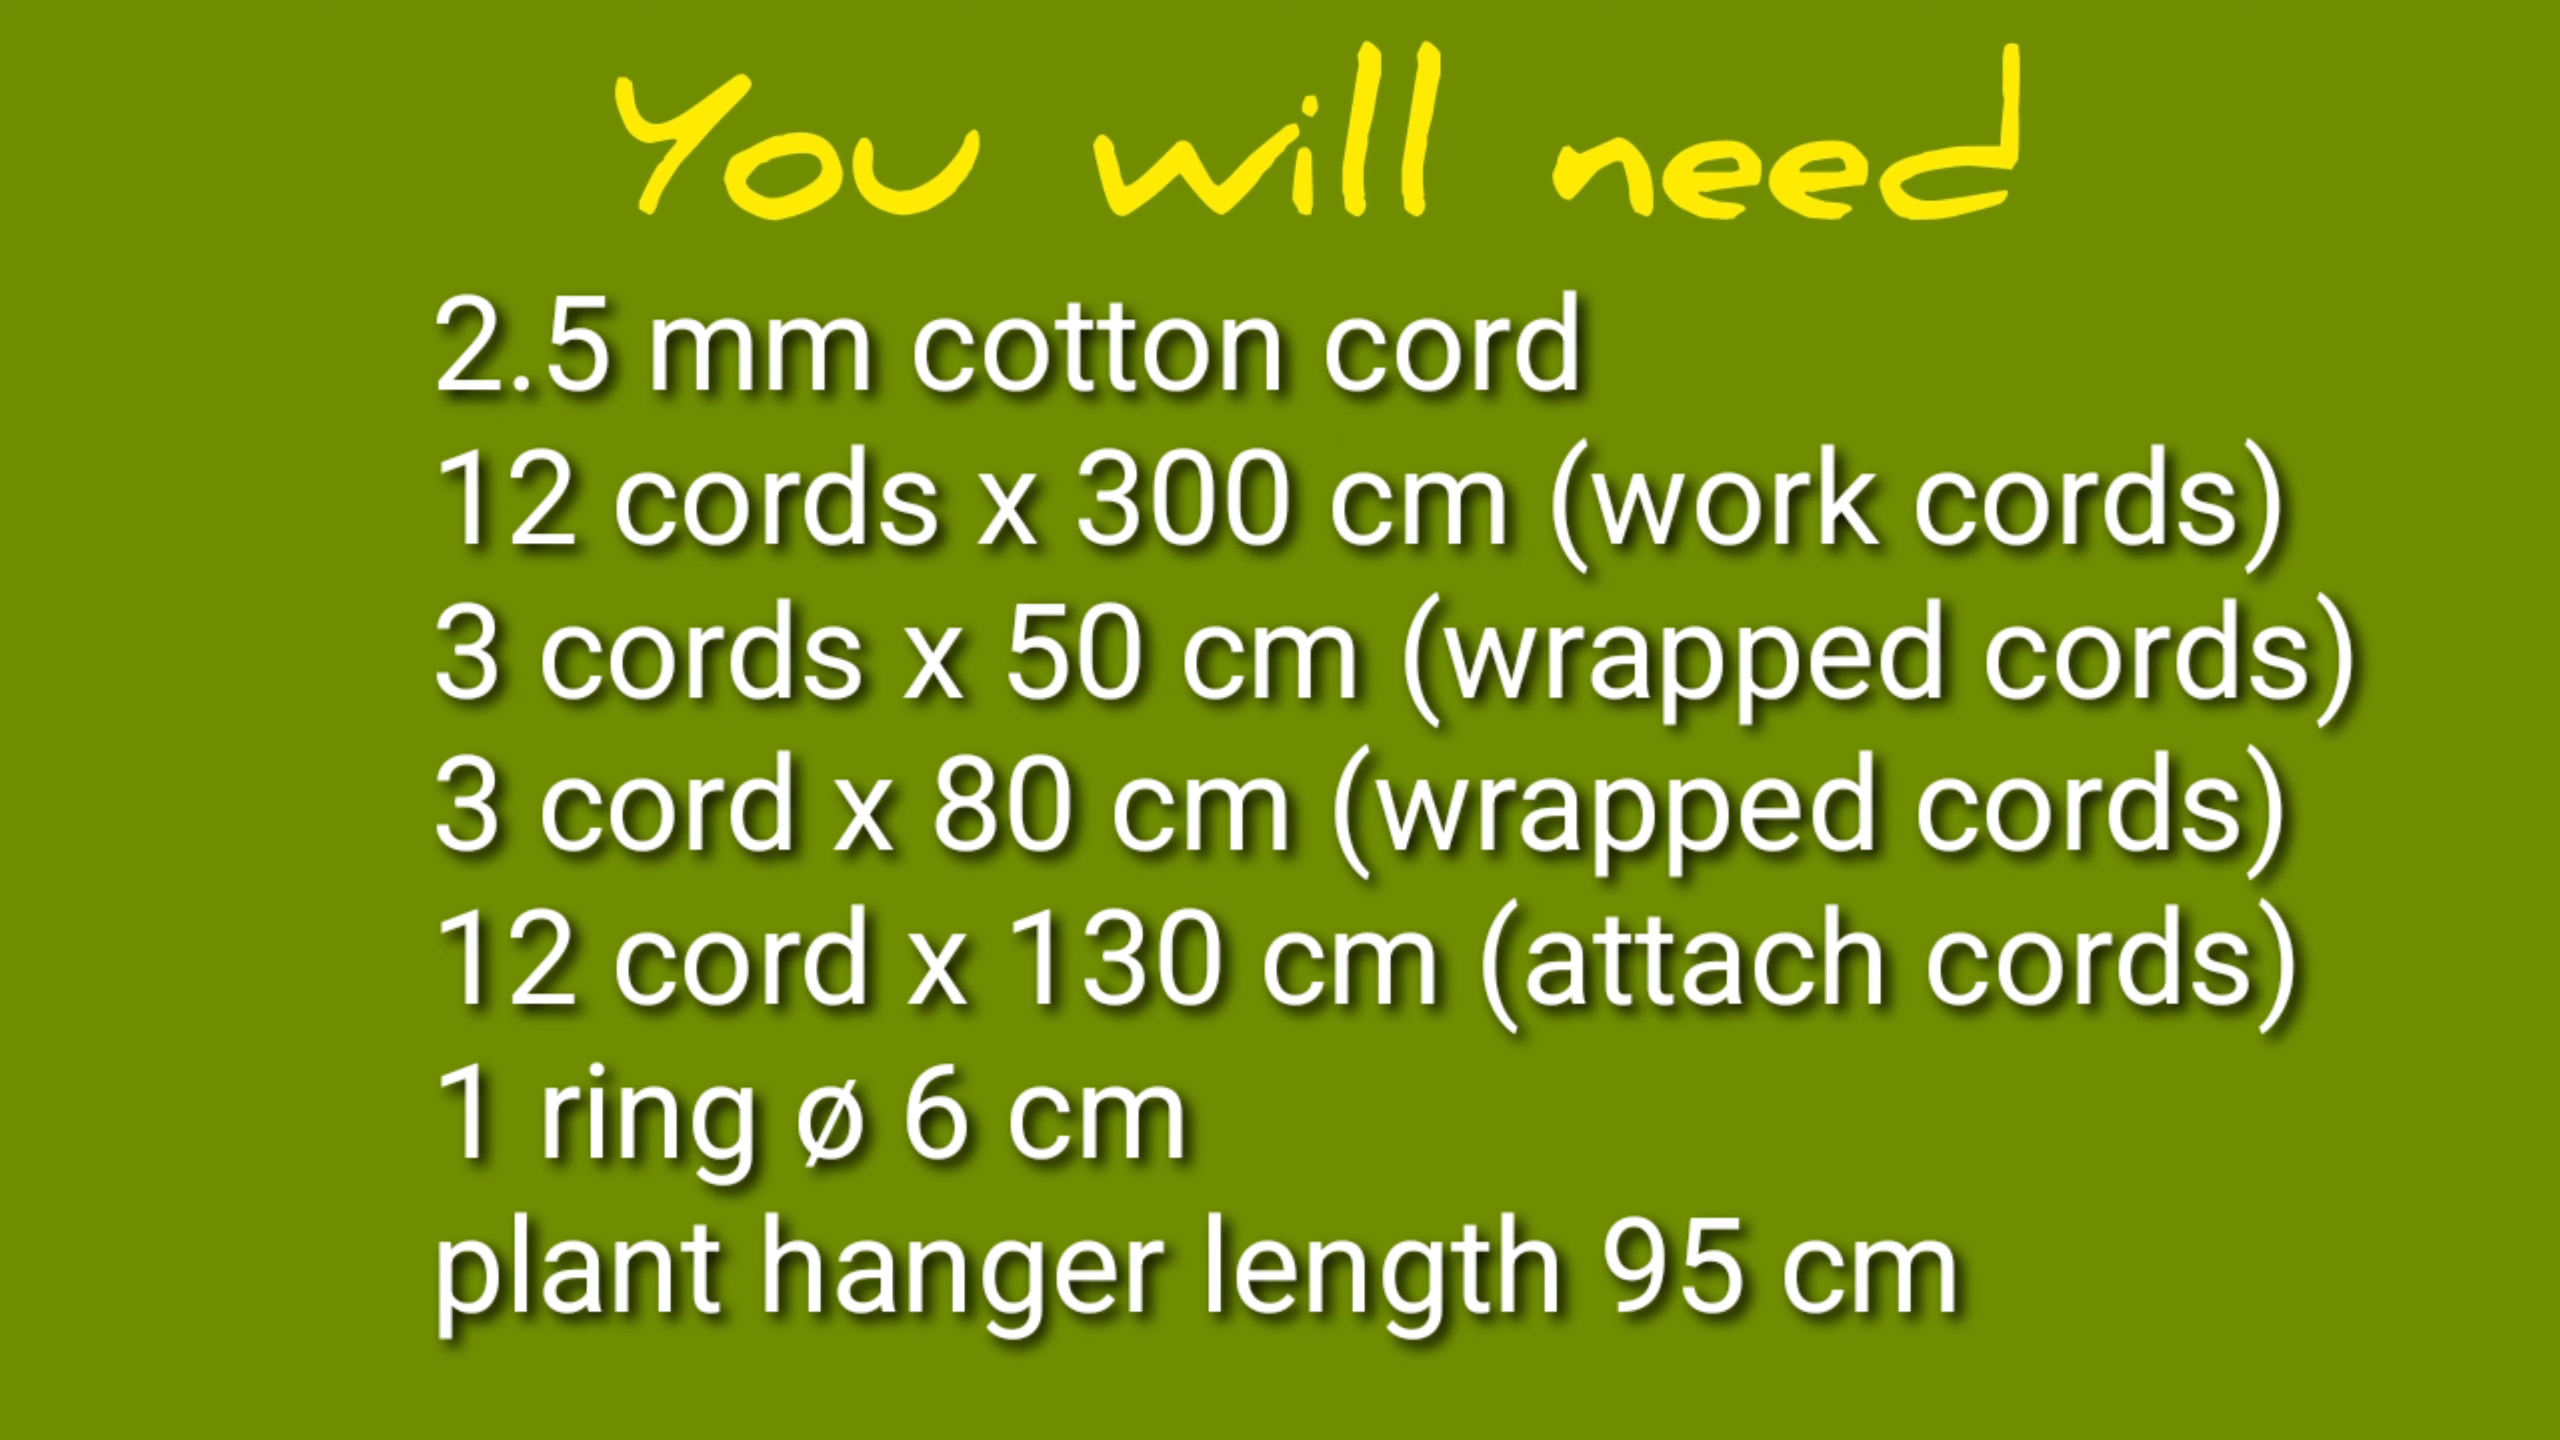 You will need
2.5 mm cotton cord
12 cords x 300 cm (work cords)
3 cords x 50 cm (wrapped cords)
3 cord x 80 cm (wrapped cords)
12 cord x 130 cm (attach cords)
1 ring ø 6 cm
plant hanger length 95 cm